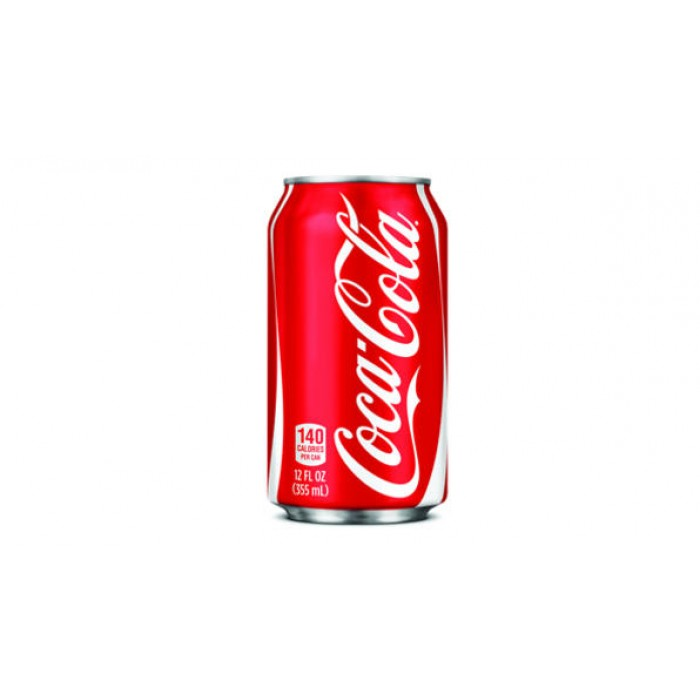 Coca-Cola
140
CALORIES
PER CAN
12 FL OZ
(355 mL)